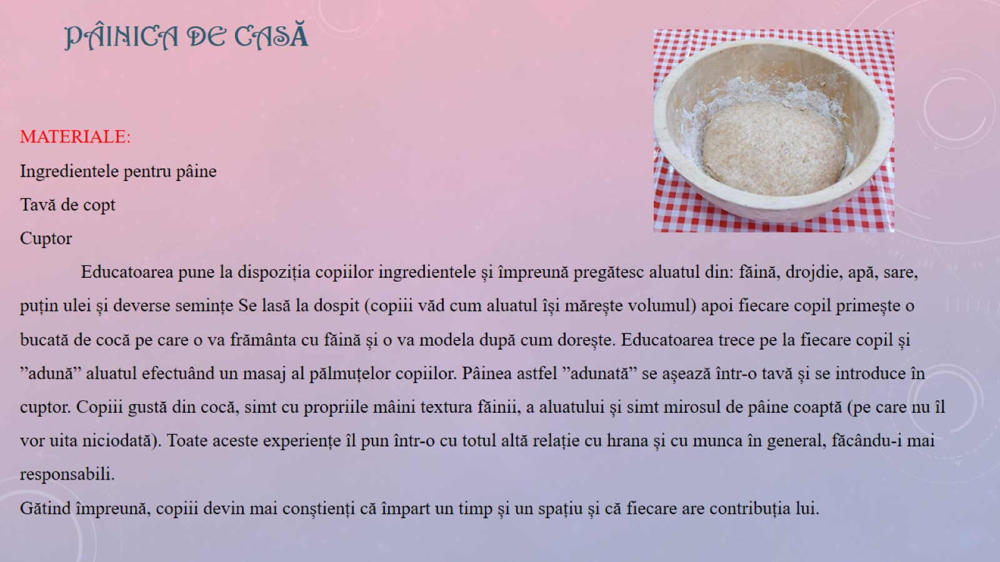 PÂINICA DE CASĂ
MATERIALE:
Ingredientele pentru pâine
Tavă de copt
Cuptor
Educatoarea pune la dispoziția copiilor ingredientele și împreună pregătesc aluatul din: făină, drojdie, apă, sare,
puțin ulei și deverse semințe Se lasă la dospit (copiii văd cum aluatul își mărește volumul) apoi fiecare copil primește o
bucată de cocă pe care o va frământa cu făină și o va modela după cum dorește. Educatoarea trece pe la fiecare copil și
”adună” aluatul efectuând un masaj al pălmuțelor copiilor. Pâinea astfel ”adunată” se așează într-o tavă și se introduce în
cuptor. Copiii gustă din cocă, simt cu propriile mâini textura făinii, a aluatului și simt mirosul de pâine coaptă (pe care nu îl
vor uita niciodată). Toate aceste experiențe îl pun într-o cu totul altă relație cu hrana și cu munca în general, făcându-i mai
responsabili.
Gătind împreună, copiii devin mai conștienți că împart un timp și un spațiu și că fiecare are contribuția lui.